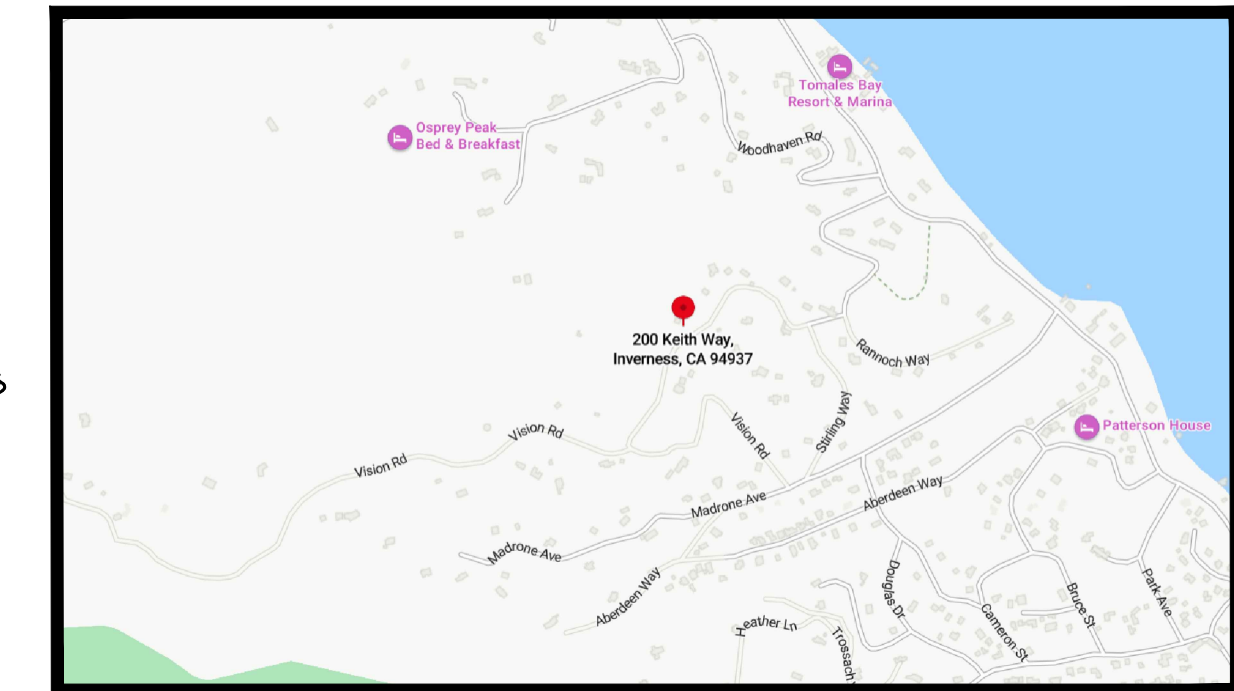 Tomales Bay
Resort & Marina
Osprey Peak
Bed & Breakfast
Woodhaven Rd
200 Keith Way,
Inverness, CA 94937
Rannoch Way
Stirling Way
Vision Rd
Vision Rd
Vision Rd
Patterson House
Madrone Ave
Aberdeen Way
Madrone Ave
Aberdeen Way
Douglas Dr
Heather Ln
Trossach
Cameron St
Bruce St
Park Ave